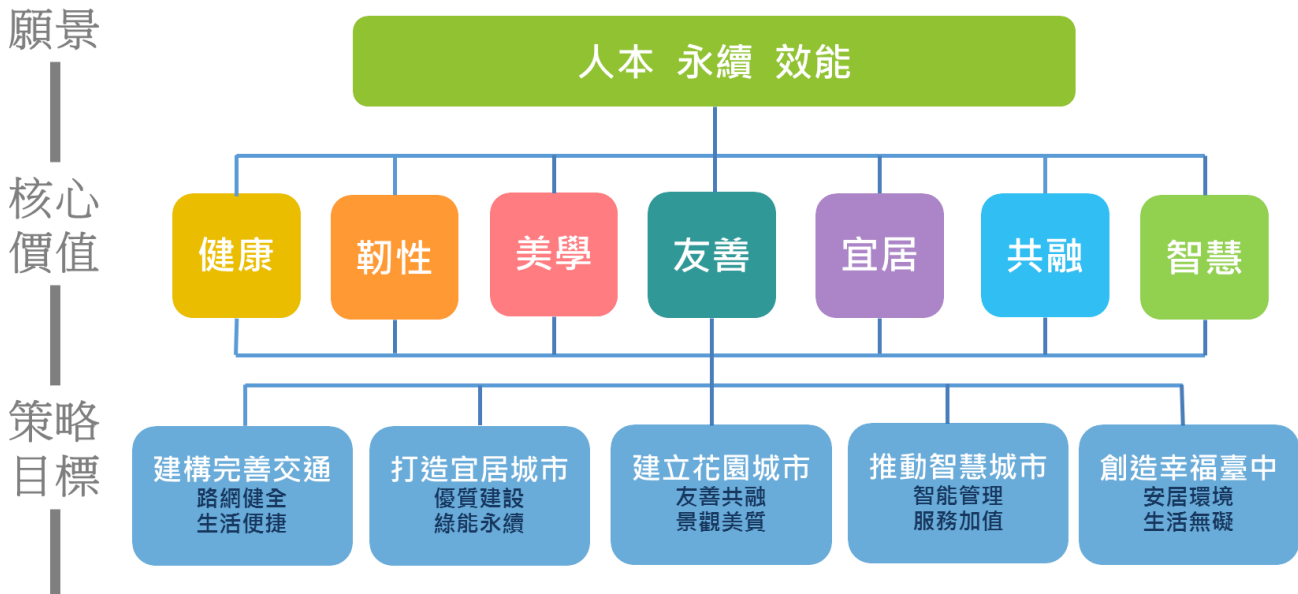 願景
人本 永續 效能
核心
價值
健康
韌性
美學
友善
宜居
共融
智慧
策略
目標
建構完善交通
路網健全
生活便捷
打造宜居城市
優質建設
綠能永續
建立花園城市
友善共融
景觀美質
推動智慧城市
智能管理
服務加值
創造幸福臺中
安居環境
生活無礙